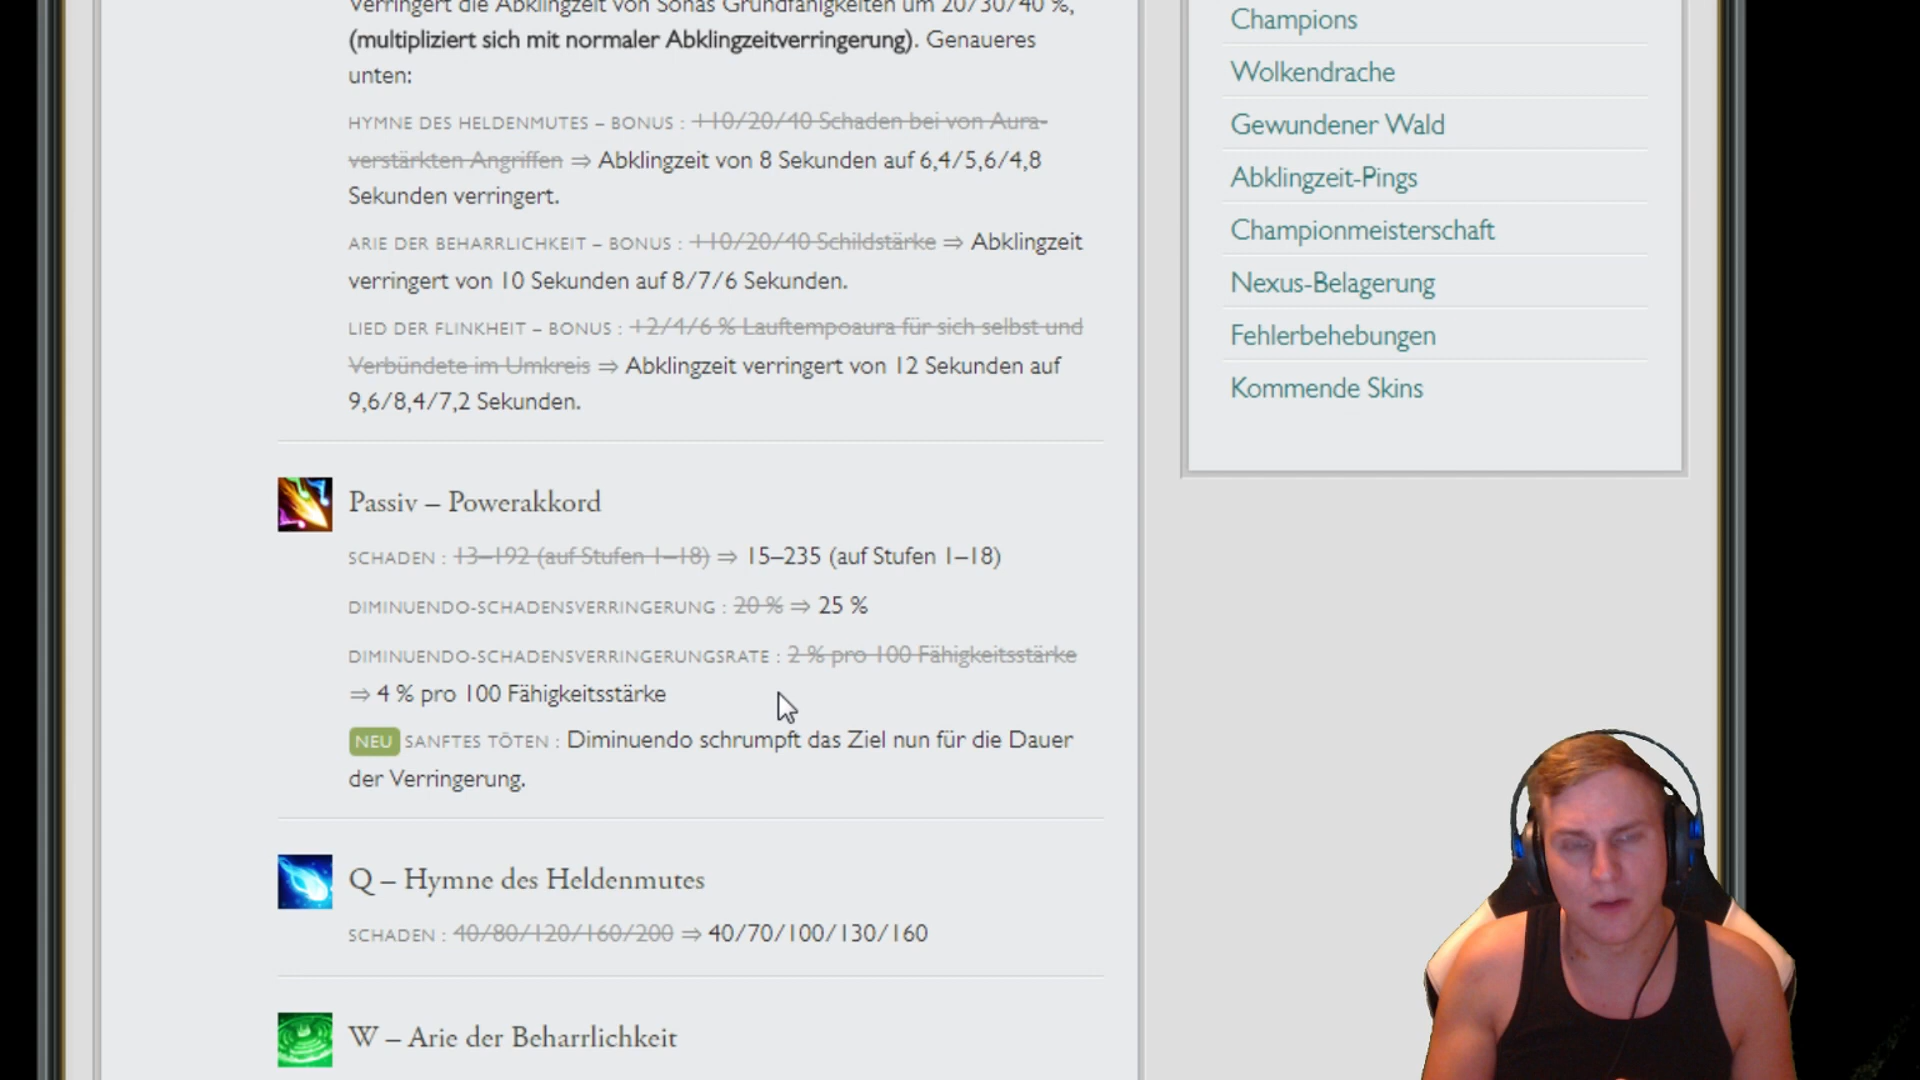 Verringert die Abklingzeit von Sonas Grundfähigkeiten um 20/30/40 %,
(multipliziert sich mit normaler Abklingzeitverringerung). Genaueres
unten:
HYMNE DES HELDENMUTES – BONUS : +10/20/40 Schaden bei von Aura-
verstärkten Angriffen ⇒ Abklingzeit von 8 Sekunden auf 6,4/5,6/4,8
Sekunden verringert.
ARIE DER BEHARRLICHKEIT – BONUS : +10/20/40 Schildstärke ⇒ Abklingzeit
verringert von 10 Sekunden auf 8/7/6 Sekunden.
LIED DER FLINKHEIT – BONUS : +2/4/6 % Lauftempoaura für sich selbst und
Verbündete im Umkreis ⇒ Abklingzeit verringert von 12 Sekunden auf
9,6/8,4/7,2 Sekunden.
Passiv – Powerakkord
SCHADEN : 13–192 (auf Stufen 1–18) ⇒ 15–235 (auf Stufen 1–18)
DIMINUENDO-SCHADENSVERRINGERUNG : 20 % ⇒ 25 %
DIMINUENDO-SCHADENSVERRINGERUNGSRATE : 2 % pro 100 Fähigkeitsstärke
⇒ 4 % pro 100 Fähigkeitsstärke
NEU SANFTES TÖTEN : Diminuendo schrumpft das Ziel nun für die Dauer
der Verringerung.
Q – Hymne des Heldenmutes
SCHADEN : 40/80/120/160/200 ⇒ 40/70/100/130/160
W – Arie der Beharrlichkeit
Champions
Wolkendrache
Gewundener Wald
Abklingzeit-Pings
Championmeisterschaft
Nexus-Belagerung
Fehlerbehebungen
Kommende Skins